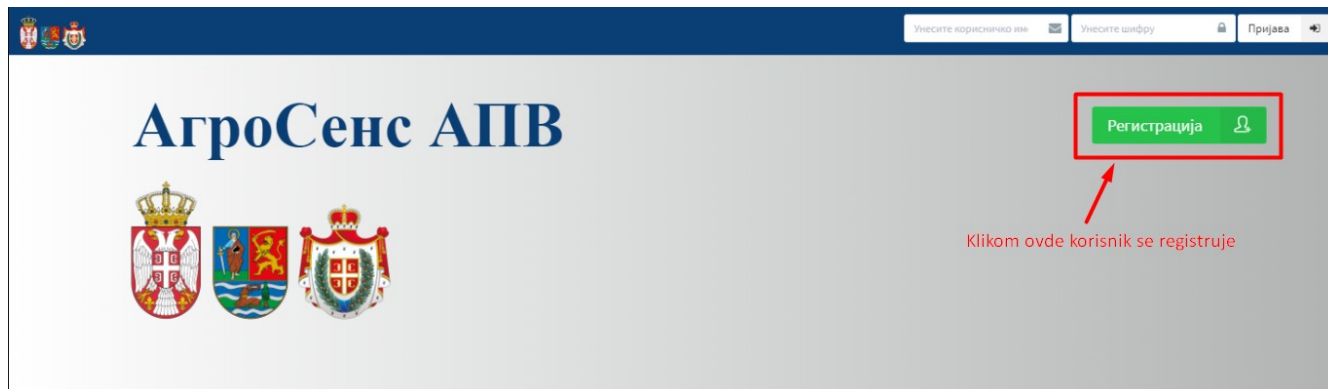 Унесите корисничко им
Унесите шифру
Пријава
АгроСенс АПВ
Регистрација
Klikom ovde korisnik se registruje